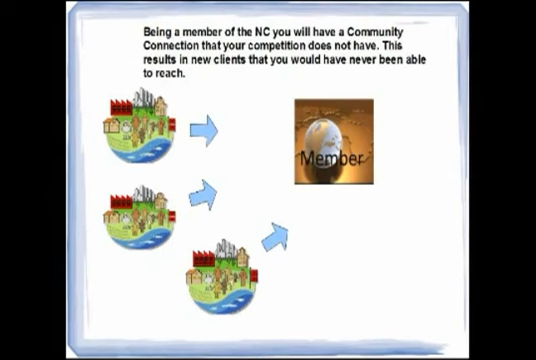 Being a member of the NC you will have a Community
Connection that your competition does not have. This
results in new clients that you would have never been able
to reach.
Member